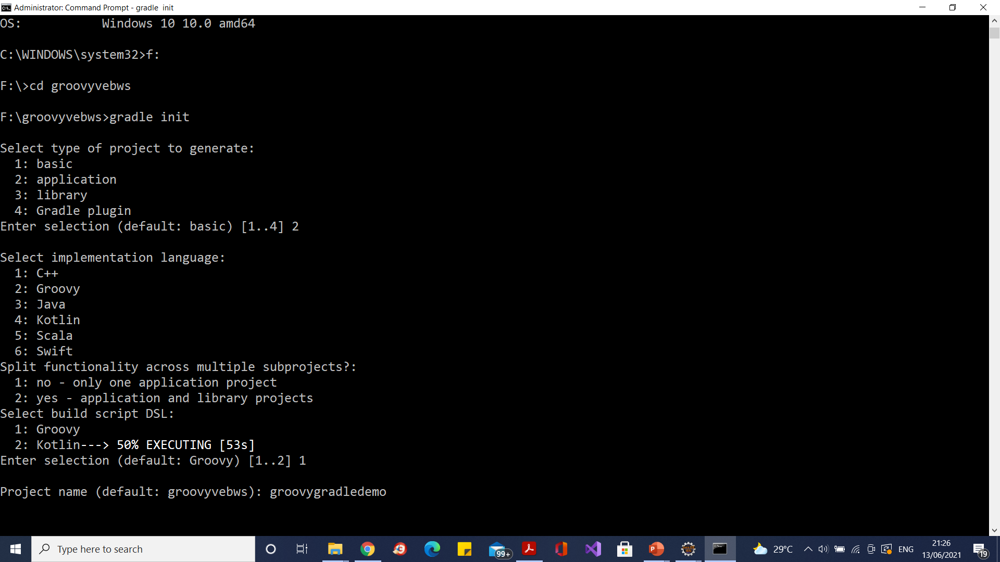 Administrator: Command Prompt - gradle  init
OS:           Windows 10 10.0 amd64
C:\WINDOWS\system32>f:
F:\>cd groovyvebws
F:\groovyvebws>gradle init
Select type of project to generate:
  1: basic
  2: application
  3: library
  4: Gradle plugin
Enter selection (default: basic) [1..4] 2
Select implementation language:
  1: C++
  2: Groovy
  3: Java
  4: Kotlin
  5: Scala
  6: Swift
Split functionality across multiple subprojects?:
  1: no - only one application project
  2: yes - application and library projects
Select build script DSL:
  1: Groovy
  2: Kotlin---> 50% EXECUTING [53s]
Enter selection (default: Groovy) [1..2] 1
Project name (default: groovyvebws): groovygradledemo
Type here to search
99+
29°C
ENG
21:26
13/06/2021
19